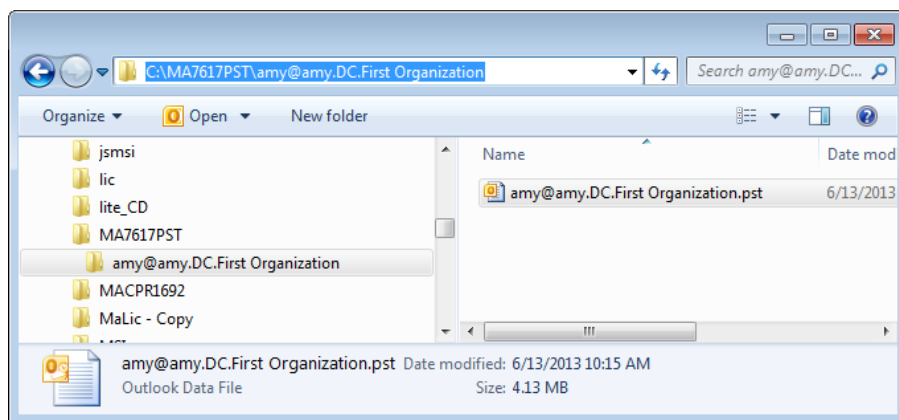 C:\MA7617PST\amy@amy.DC.First Organization
Search amy@amy.DC...
Organize Open New folder
jsmsi
lic
lite_CD
MA7617PST
amy@amy.DC.First Organization
MACPR1692
MaLic - Copy
Name Date mod
amy@amy.DC.First Organization.pst 6/13/2013
amy@amy.DC.First Organization.pst Date modified: 6/13/2013 10:15 AM
Outlook Data File Size: 4.13 MB